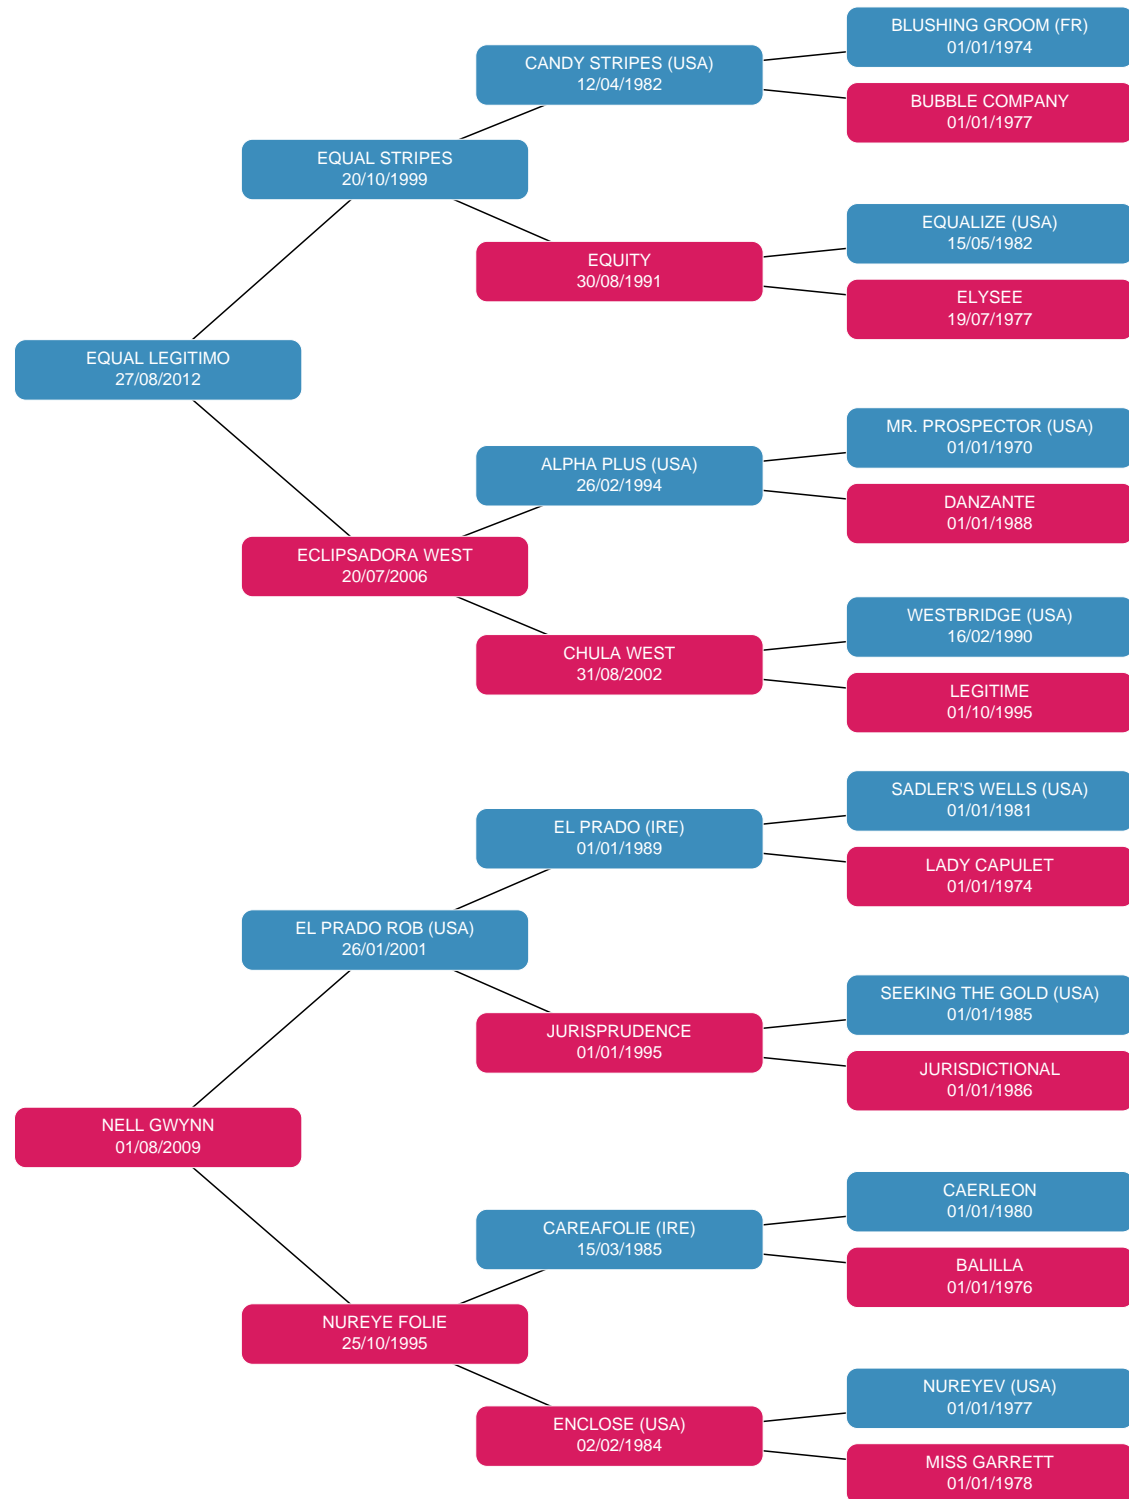 BLUSHING GROOM (FR)
01/01/1974
CANDY STRIPES (USA)
12/04/1982
BUBBLE COMPANY
01/01/1977
EQUAL STRIPES
20/10/1999
EQUALIZE (USA)
15/05/1982
EQUITY
30/08/1991
ELYSEE
19/07/1977
EQUAL LEGITIMO
27/08/2012
MR. PROSPECTOR (USA)
01/01/1970
ALPHA PLUS (USA)
26/02/1994
DANZANTE
01/01/1988
ECLIPSADORA WEST
20/07/2006
WESTBRIDGE (USA)
16/02/1990
CHULA WEST
31/08/2002
LEGITIME
01/10/1995
SADLER'S WELLS (USA)
01/01/1981
EL PRADO (IRE)
01/01/1989
LADY CAPULET
01/01/1974
EL PRADO ROB (USA)
26/01/2001
SEEKING THE GOLD (USA)
01/01/1985
JURISPRUDENCE
01/01/1995
JURISDICTIONAL
01/01/1986
NELL GWYNN
01/08/2009
CAERLEON
01/01/1980
CAREAFOLIE (IRE)
15/03/1985
BALILLA
01/01/1976
NUREYE FOLIE
25/10/1995
NUREYEV (USA)
01/01/1977
ENCLOSE (USA)
02/02/1984
MISS GARRETT
01/01/1978